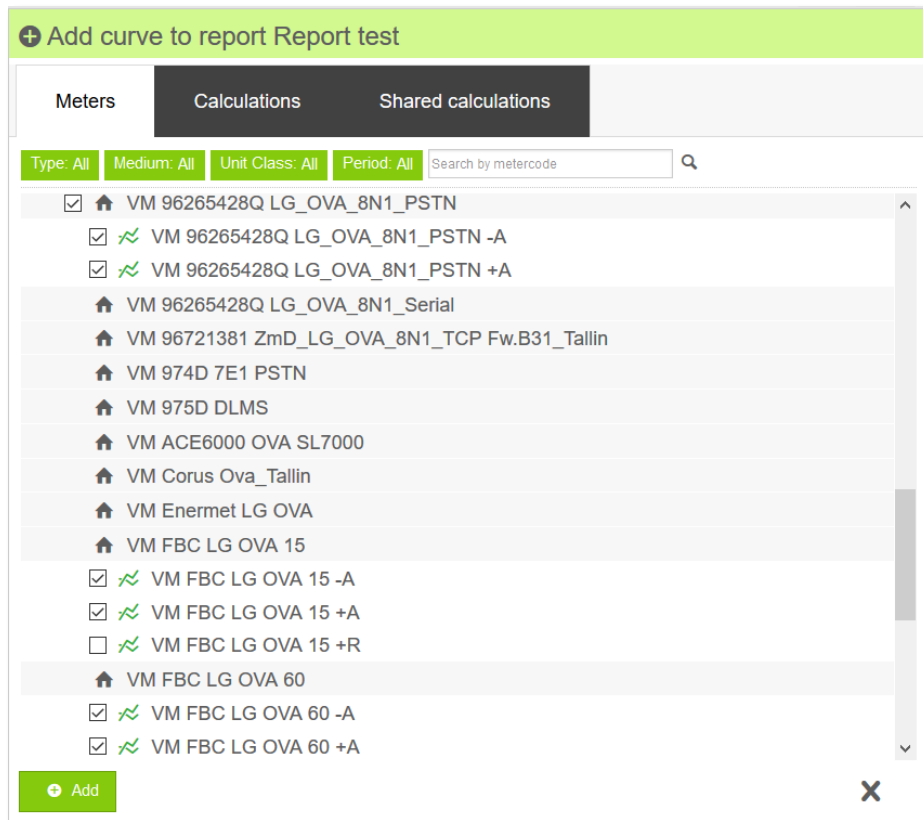 Add curve to report Report test
Meters Calculations Shared calculations
Type: All Medium: All Unit Class: All Period: All Search by metercode
VM 96265428Q LG_OVA_8N1_PSTN
VM 96265428Q LG_OVA_8N1_PSTN -A
VM 96265428Q LG_OVA_8N1_PSTN +A
VM 96265428Q LG_OVA_8N1_Serial
VM 96721381 ZmD_LG_OVA_8N1_TCP Fw.B31_Tallin
VM 974D 7E1 PSTN
VM 975D DLMS
VM ACE6000 OVA SL7000
VM Corus Ova_Tallin
VM Enermet LG OVA
VM FBC LG OVA 15
VM FBC LG OVA 15 -A
VM FBC LG OVA 15 +A
VM FBC LG OVA 15 +R
VM FBC LG OVA 60
VM FBC LG OVA 60 -A
VM FBC LG OVA 60 +A
Add